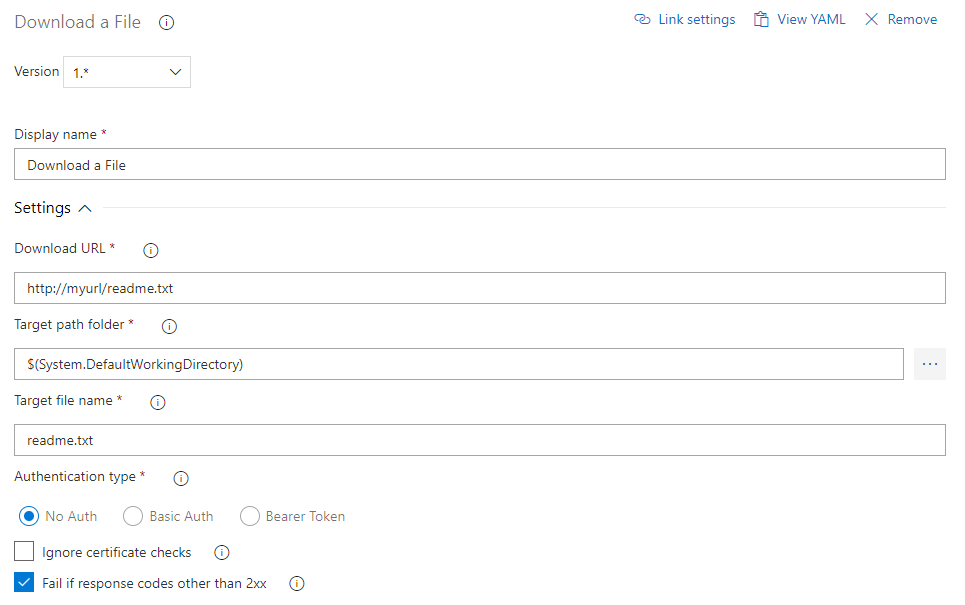 Download a File
Link settings View YAML Remove
Version 1.*
Display name *
Download a File
Settings
Download URL *
http://myurl/readme.txt
Target path folder *
$(System.DefaultWorkingDirectory)
Target file name *
readme.txt
Authentication type *
No Auth Basic Auth Bearer Token
Ignore certificate checks
Fail if response codes other than 2xx